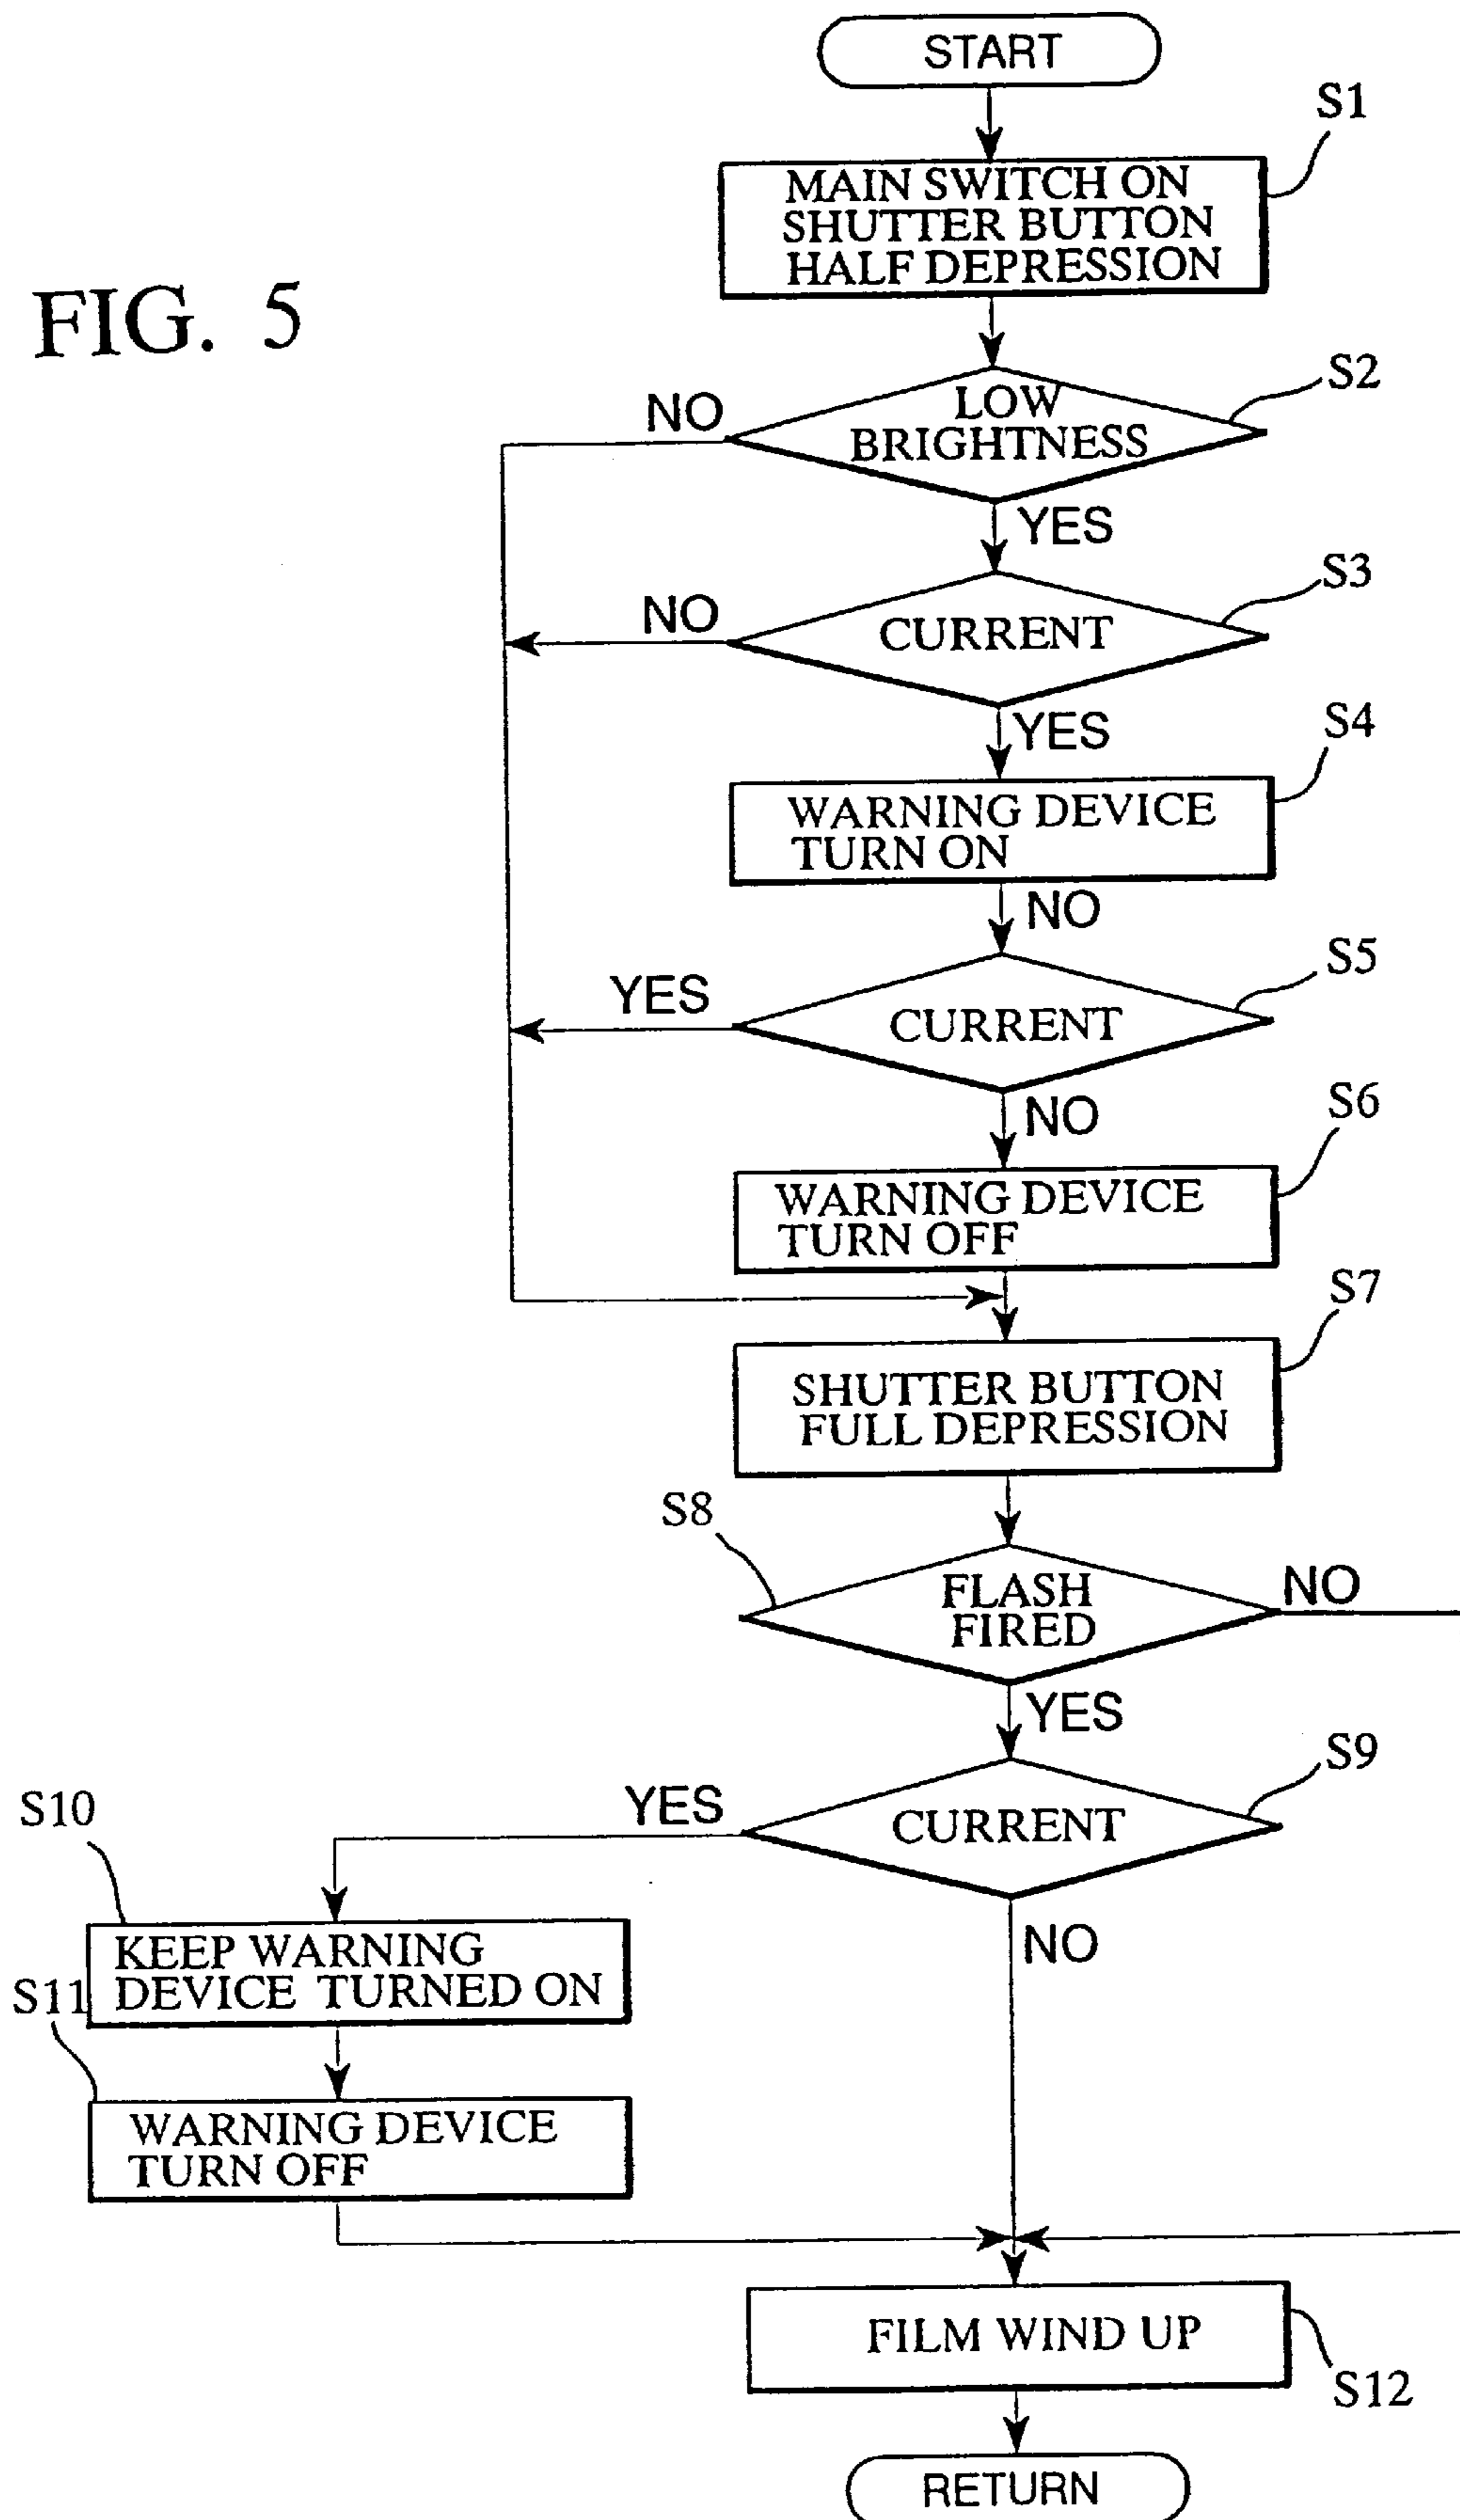 START
S1
MAIN SWITCH ON
SHUTTER BUTTON
HALF DEPRESSION
FIG. 5
S2
NO
LOW
BRIGHTNESS
YES
S3
NO
CURRENT
YES
S4
WARNING DEVICE
TURN ON
NO
S5
YES
CURRENT
NO
S6
WARNING DEVICE
TURN OFF
S7
SHUTTER BUTTON
FULL DEPRESSION
S8
FLASH
FIRED
NO
YES
S9
YES
CURRENT
S10
NO
KEEP WARNING
DEVICE TURNED ON
S11
WARNING DEVICE
TURN OFF
FILM WIND UP
S12
RETURN